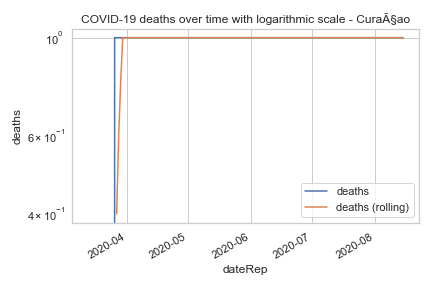 COVID-19 deaths over time with logarithmic scale - CuraÃ§ao
10⁰
6 × 10⁻¹
4 × 10⁻¹
deaths
deaths
deaths (rolling)
2020-04
2020-05
2020-06
2020-07
2020-08
dateRep